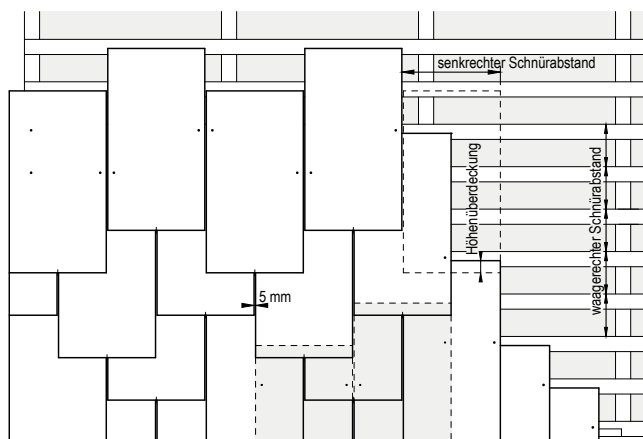 senkrechter Schnürabstand
Höhenüberdeckung
waagerechter Schnürabstand
5 mm